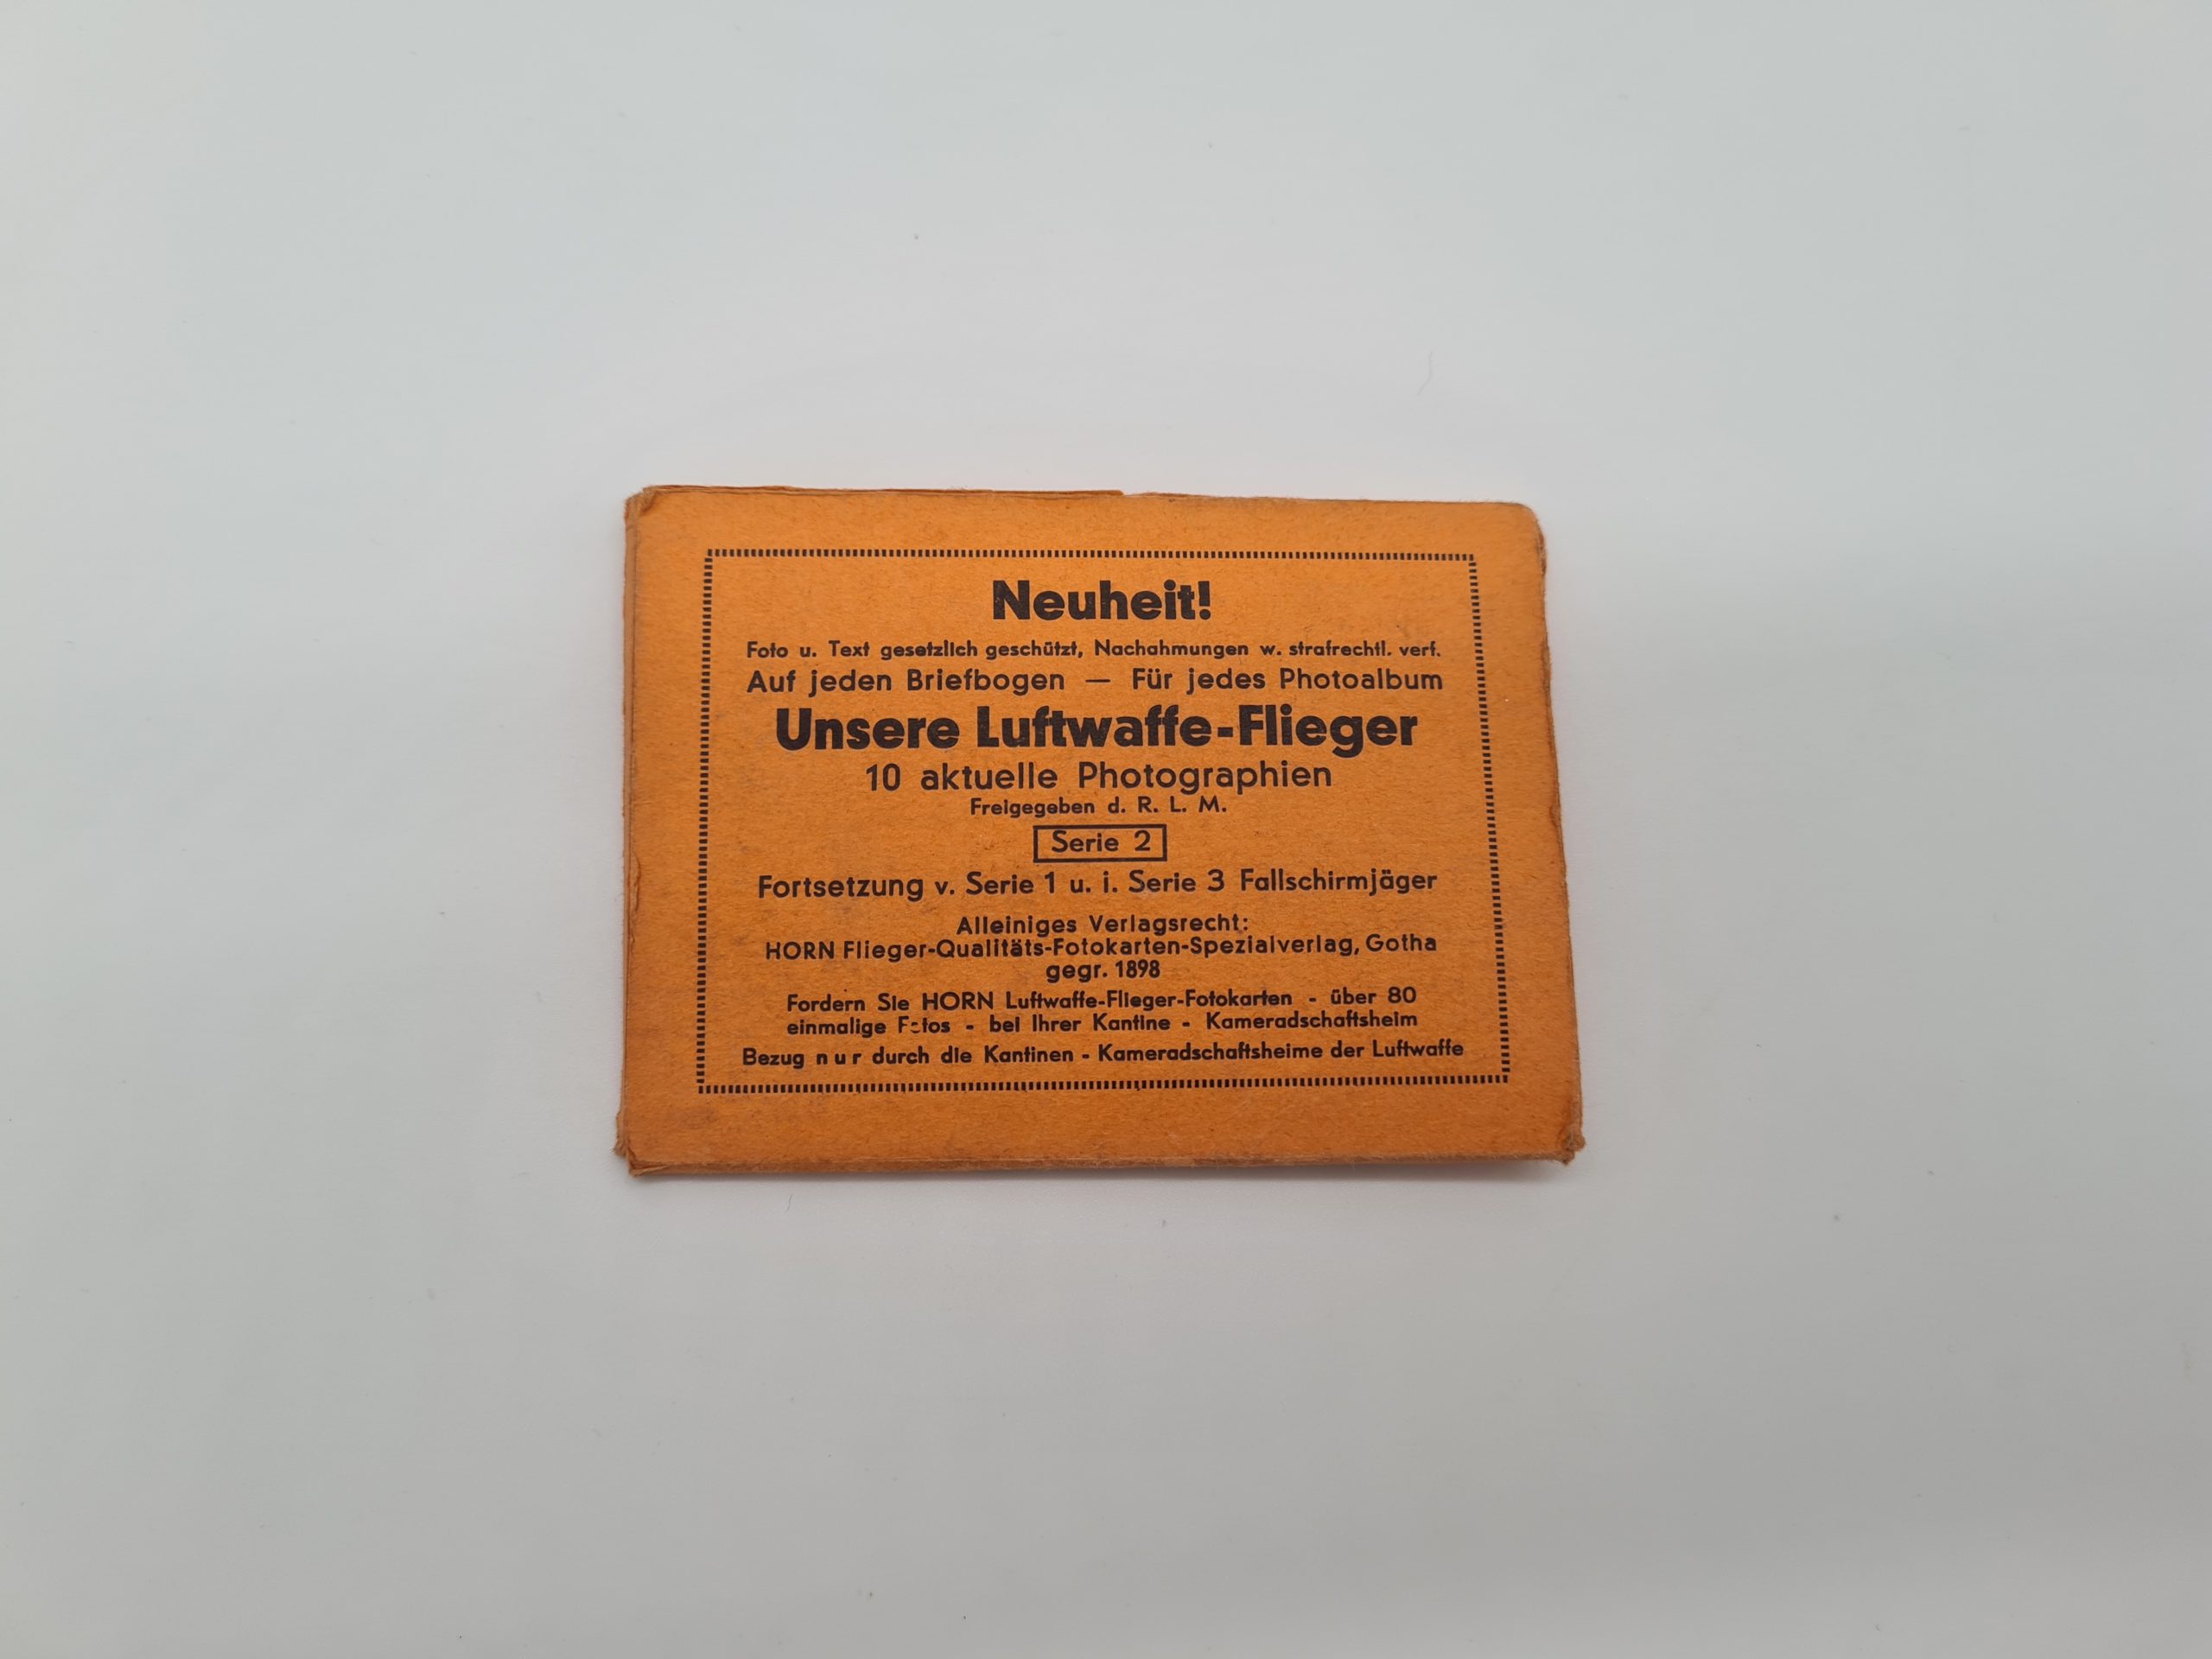 Neuheit!
Foto u. Text gesetzlich geschützt, Nachahmungen w. strafrechtl. verf.
Auf jeden Briefbogen — Für jedes Photoalbum
Unsere Luftwaffe-Flieger
10 aktuelle Photographien
Freigegeben d. R. L. M.
Serie 2
Fortsetzung v. Serie 1 u. i. Serie 3 Fallschirmjäger
Alleiniges Verlagsrecht:
HORN Flieger-Qualitäts-Fotokarten-Spezialverlag, Gotha
gegr. 1898
Fordern Sie HORN Luftwaffe-Flieger-Fotokarten - über 80
einmalige Fotos - bei Ihrer Kantine - Kameradschaftsheim
Bezug nur durch die Kantinen - Kameradschaftsheime der Luftwaffe